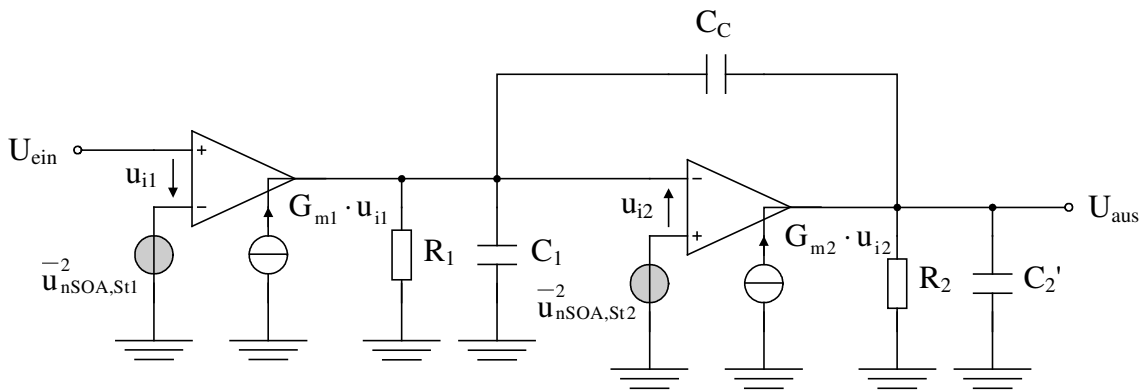 C_C
U_ein
+
u_i1
−
G_m1 · u_i1
R_1
C_1
ū²_nSOA,St1
−
u_i2
+
G_m2 · u_i2
R_2
C_2'
ū²_nSOA,St2
U_aus